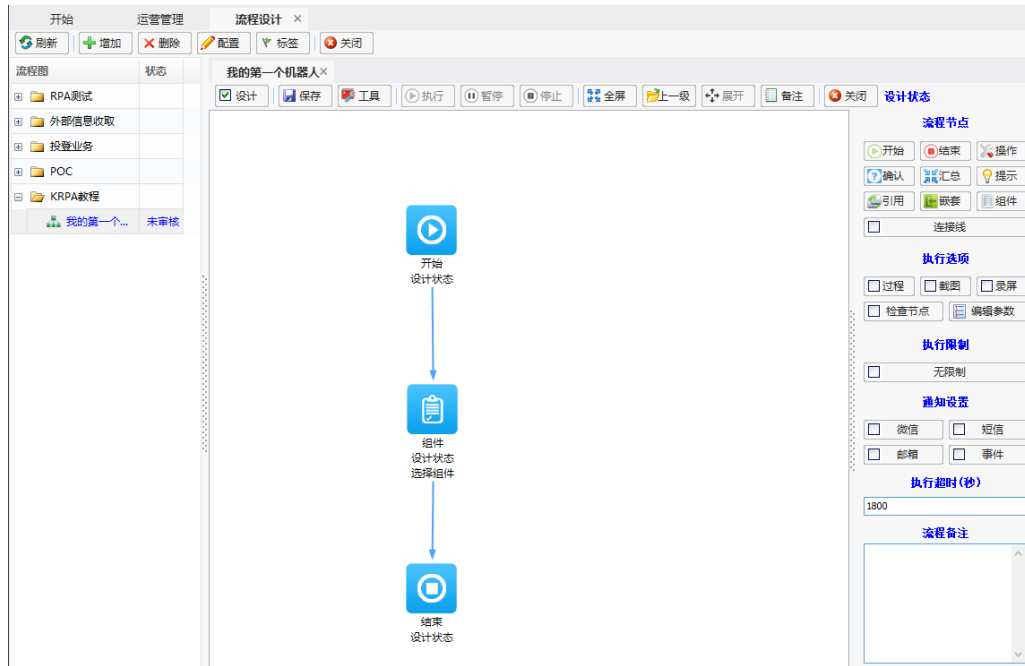 开始 运营管理 流程设计 ×
刷新 增加 删除 配置 标签 关闭
流程图 状态
RPA测试
外部信息收取
投登业务
POC
KRPA教程
我的第一个... 未审核
我的第一个机器人×
设计 保存 工具 执行 暂停 停止 全屏 上一级 展开 备注 关闭 设计状态
开始
设计状态
组件
设计状态
选择组件
结束
设计状态
流程节点
开始 结束 操作
确认 汇总 提示
引用 嵌套 组件
连接线
执行选项
过程 截图 录屏
检查节点 编辑参数
执行限制
无限制
通知设置
微信 短信
邮箱 事件
执行超时(秒)
1800
流程备注